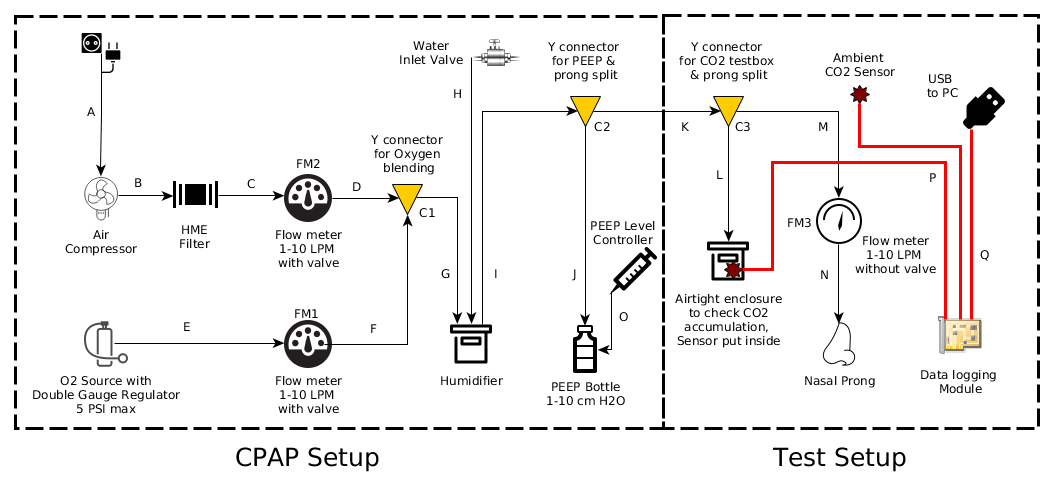 Water
Inlet Valve
Y connector
for PEEP &
prong split
Y connector
for CO2 testbox
& prong split
Ambient
CO2 Sensor
USB
to PC
A
H
C2
K
C3
M
Y connector
for Oxygen
blending
FM2
B
C
D
C1
L
P
HME
Filter
Air
Compressor
Flow meter
1-10 LPM
with valve
PEEP Level
Controller
FM3
Flow meter
1-10 LPM
without valve
G
I
J
N
Q
Airtight enclosure
to check CO2
accumulation,
Sensor put inside
O
E
FM1
F
O2 Source with
Double Gauge Regulator
5 PSI max
Flow meter
1-10 LPM
with valve
Humidifier
PEEP Bottle
1-10 cm H2O
Nasal Prong
Data logging
Module
CPAP Setup
Test Setup